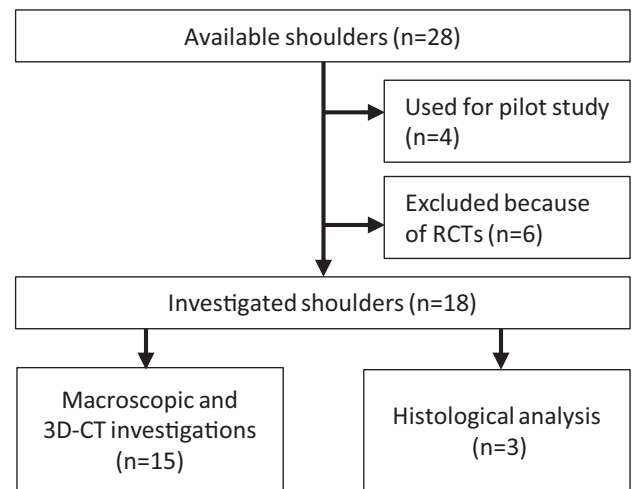 Available shoulders (n=28)
Used for pilot study
(n=4)
Excluded because
of RCTs (n=6)
Investigated shoulders (n=18)
Macroscopic and
3D-CT investigations
(n=15)
Histological analysis
(n=3)